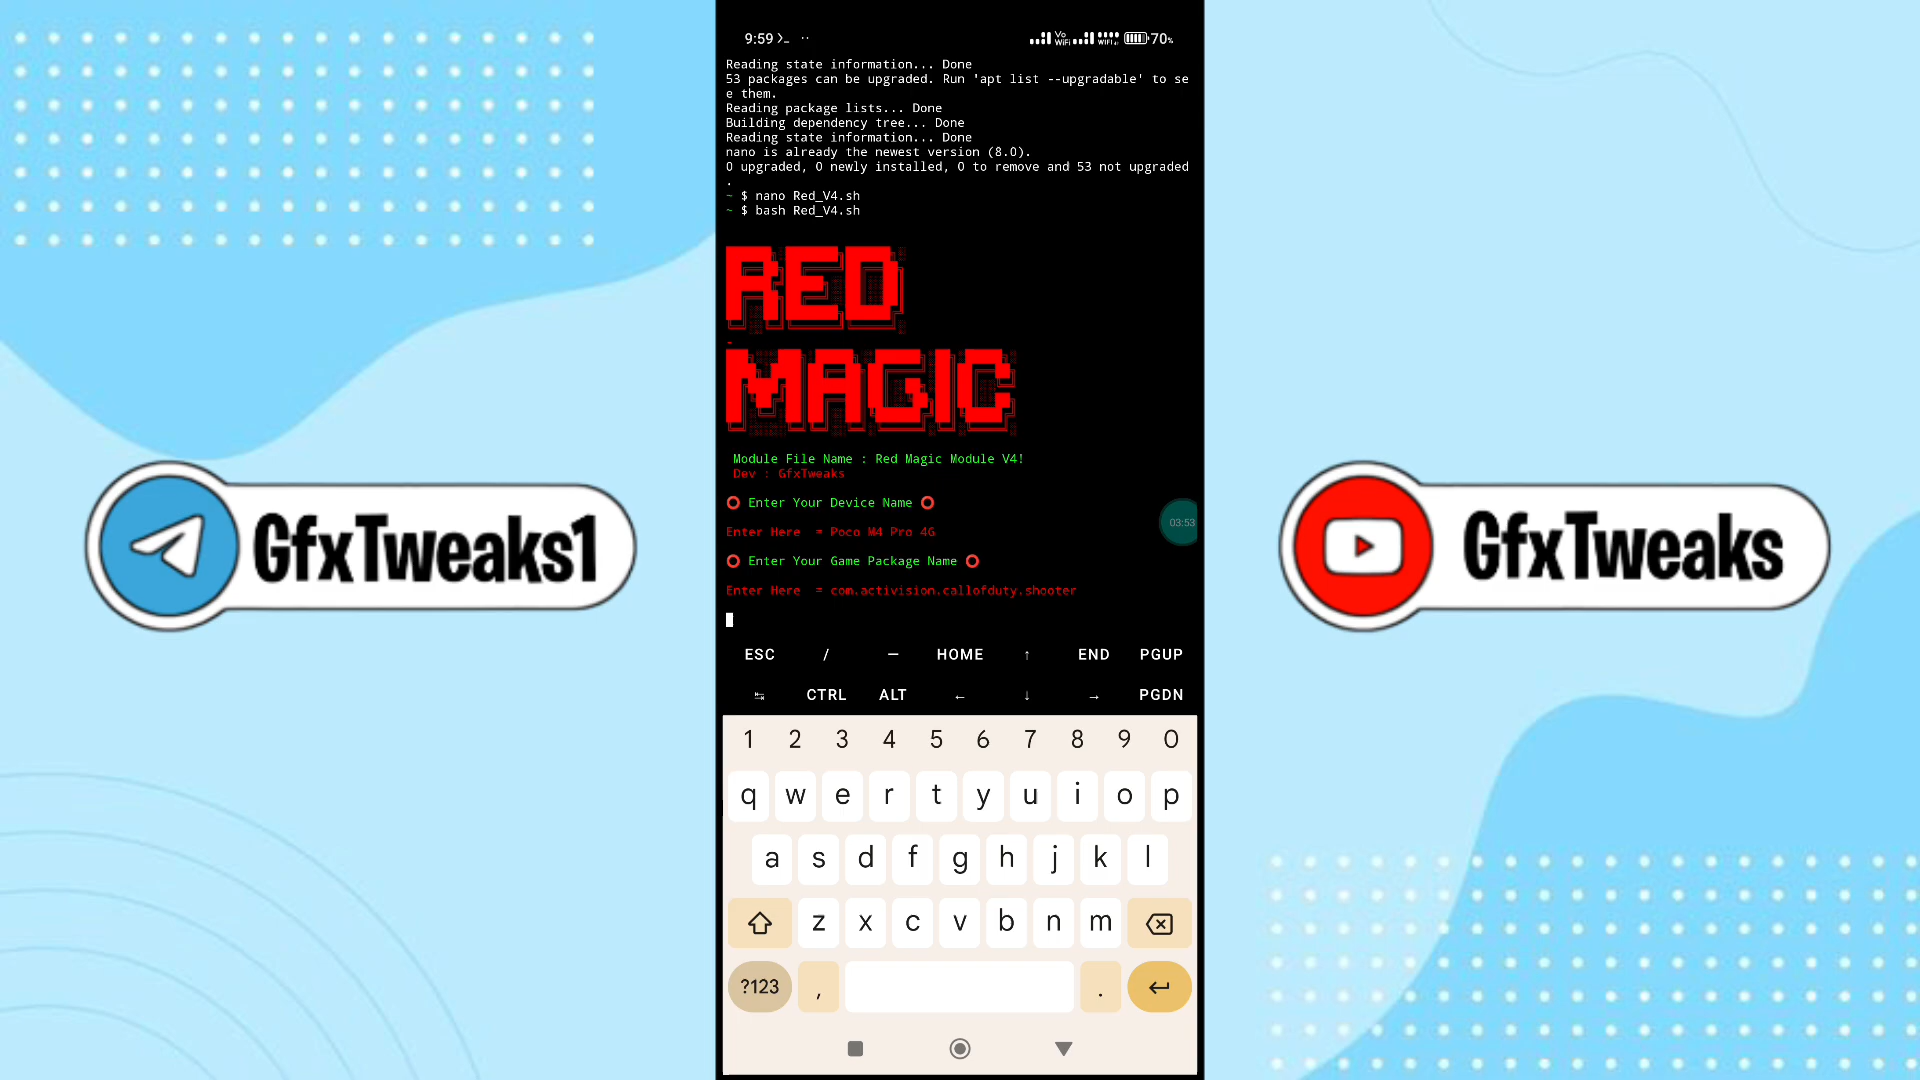 9:59
Vo WiFi
70%
Reading state information... Done
53 packages can be upgraded. Run 'apt list --upgradable' to se
e them.
Reading package lists... Done
Building dependency tree... Done
Reading state information... Done
nano is already the newest version (8.0).
0 upgraded, 0 newly installed, 0 to remove and 53 not upgraded
.
~ $ nano Red_V4.sh
~ $ bash Red_V4.sh
RED
-
MAGIC
Module File Name : Red Magic Module V4!
Dev : GfxTweaks
⭕ Enter Your Device Name ⭕
Enter Here = Poco M4 Pro 4G
⭕ Enter Your Game Package Name ⭕
Enter Here = com.activision.callofduty.shooter
GfxTweaks1
GfxTweaks
03:53
ESC / — HOME ↑ END PGUP
↹ CTRL ALT ← ↓ → PGDN
1 2 3 4 5 6 7 8 9 0
q w e r t y u i o p
a s d f g h j k l
z x c v b n m
?123 , .